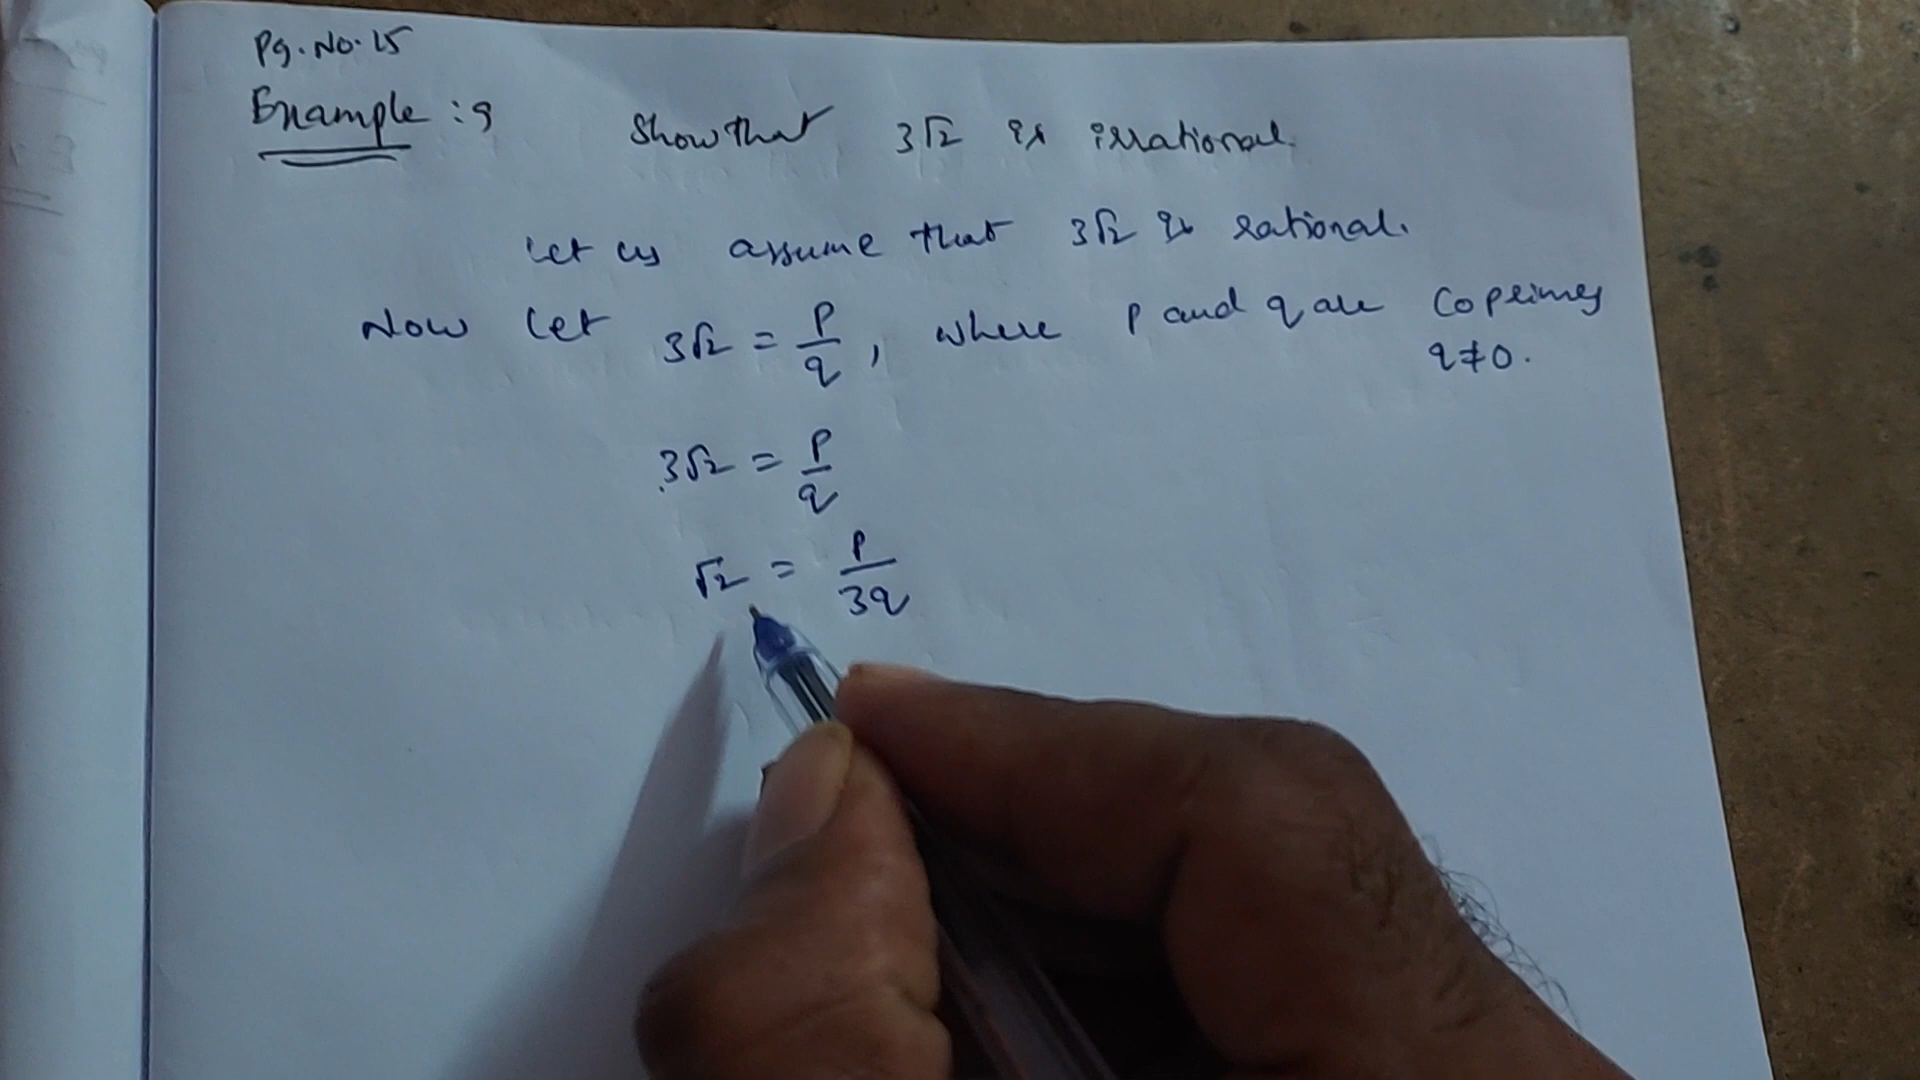 Pg. No. 15
Example : 9 Show that 3√2 is irrational.
Let us assume that 3√2 is rational.
Now let 3√2 = p/q, where p and q are coprimes
q≠0.
3√2 = p/q
√2 = p/3q